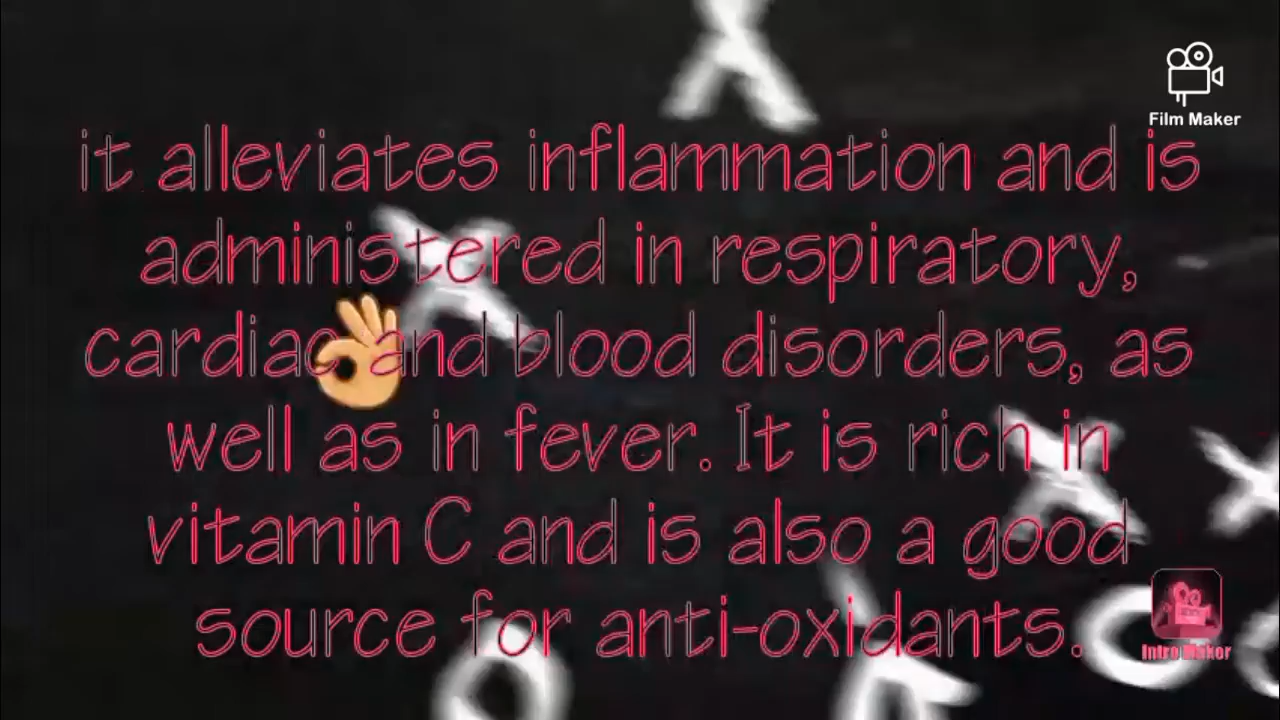 Film Maker
it alleviates inflammation and is
administered in respiratory,
cardiac and blood disorders, as
well as in fever. It is rich in
vitamin C and is also a good
source for anti-oxidants.
Intro Maker